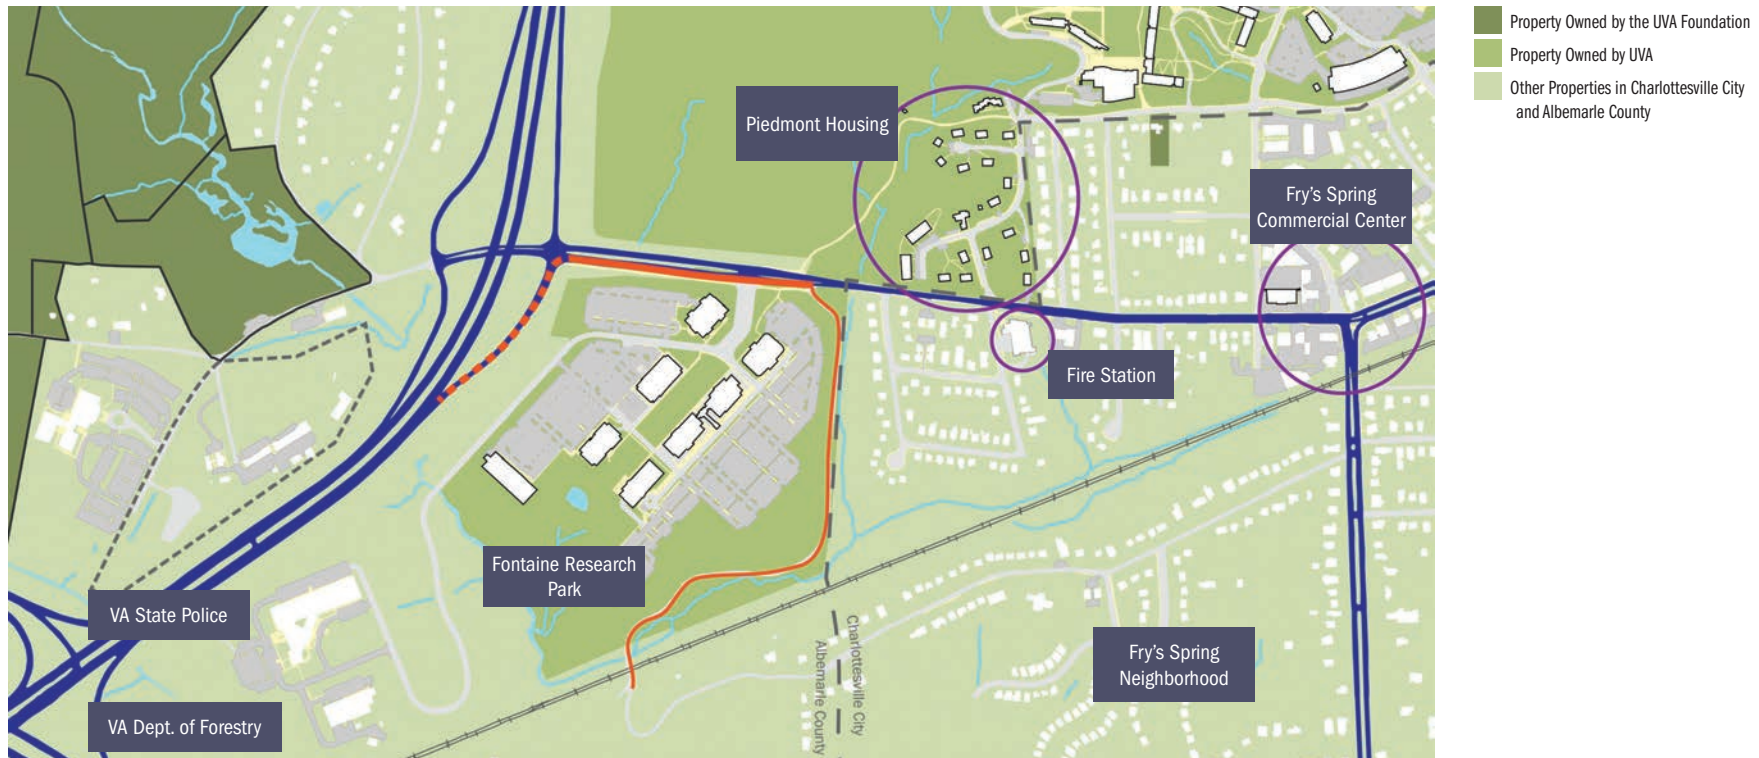 Property Owned by the UVA Foundation
Property Owned by UVA
Other Properties in Charlottesville City
and Albemarle County
Piedmont Housing
Fry's Spring
Commercial Center
Fire Station
Fontaine Research
Park
VA State Police
VA Dept. of Forestry
Fry's Spring
Neighborhood
Charlottesville City
Albemarle County